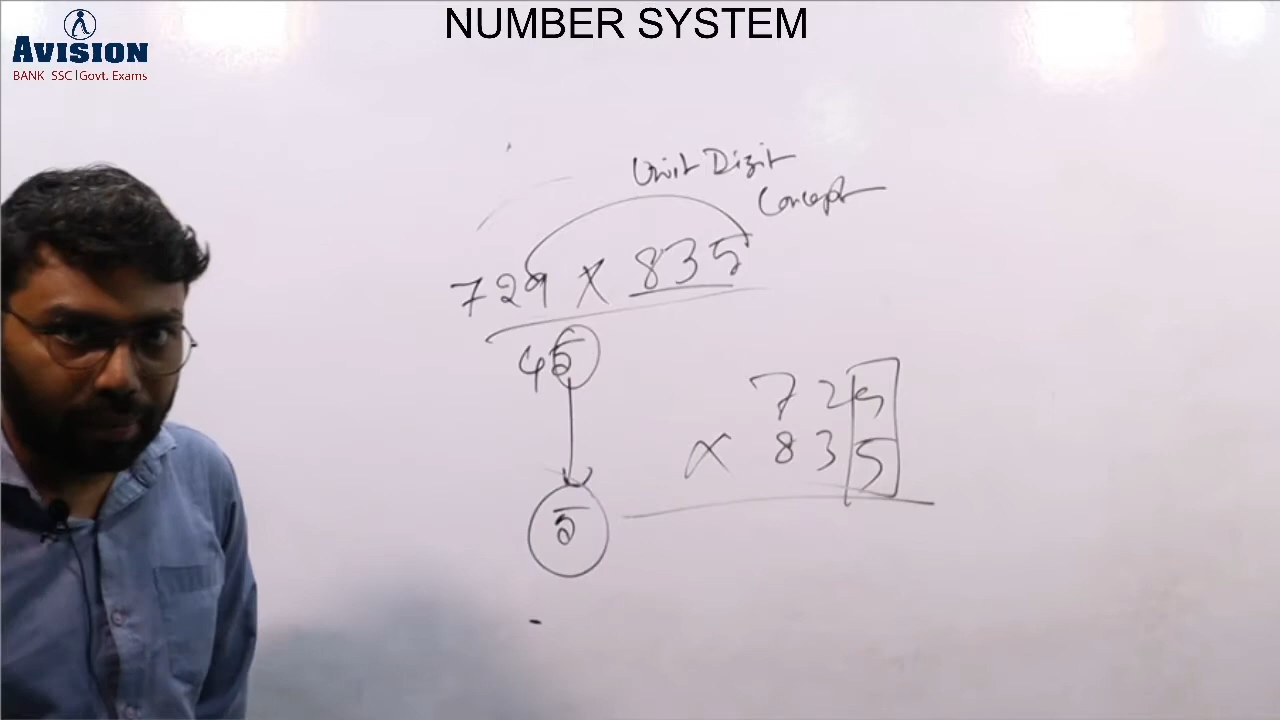 NUMBER SYSTEM
AVISION
BANK SSC|Govt. Exams
Unit Digit
Concept
729 X 835
45
5
729
X 835